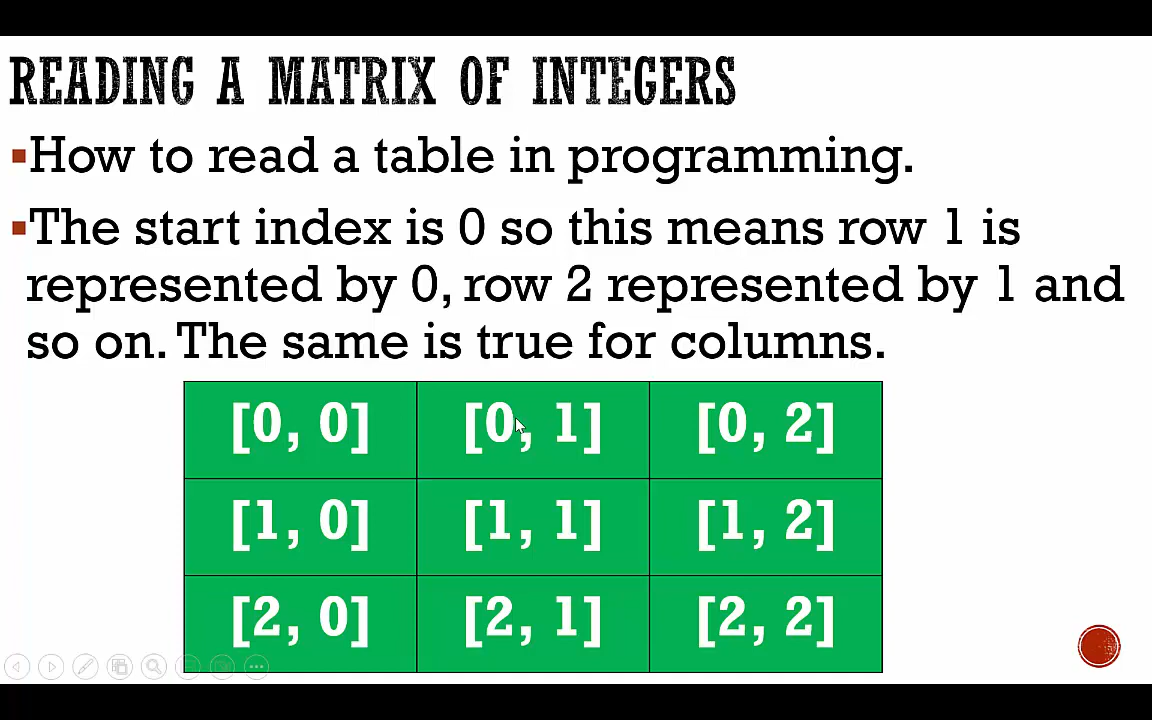 READING A MATRIX OF INTEGERS
▪How to read a table in programming.
▪The start index is 0 so this means row 1 is
represented by 0, row 2 represented by 1 and
so on. The same is true for columns.
[0, 0] [0, 1] [0, 2]
[1, 0] [1, 1] [1, 2]
[2, 0] [2, 1] [2, 2]